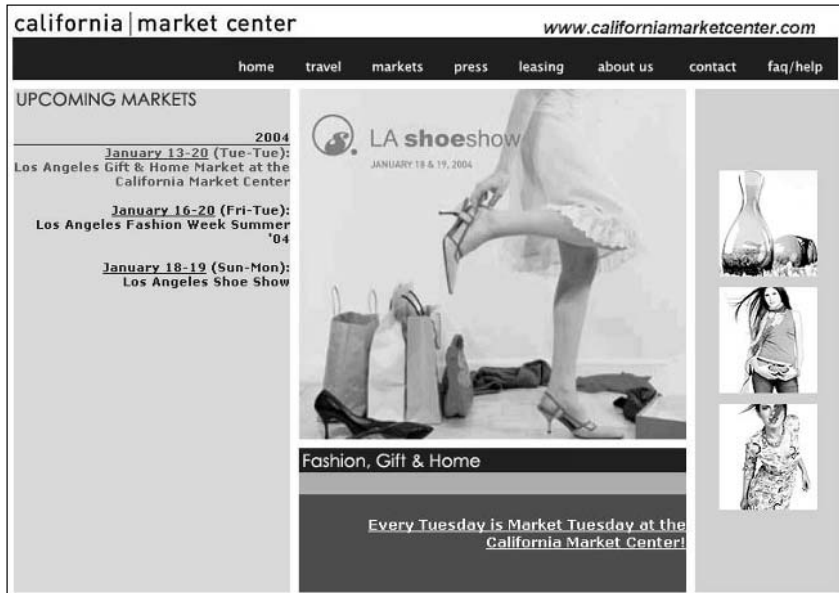 california | market center
www.californiamarketcenter.com
home travel markets press leasing about us contact faq/help
UPCOMING MARKETS
2004
January 13-20 (Tue-Tue):
Los Angeles Gift & Home Market at the
California Market Center
January 16-20 (Fri-Tue):
Los Angeles Fashion Week Summer
'04
January 18-19 (Sun-Mon):
Los Angeles Shoe Show
LA shoeshow
JANUARY 18 & 19, 2004
Fashion, Gift & Home
Every Tuesday is Market Tuesday at the
California Market Center!